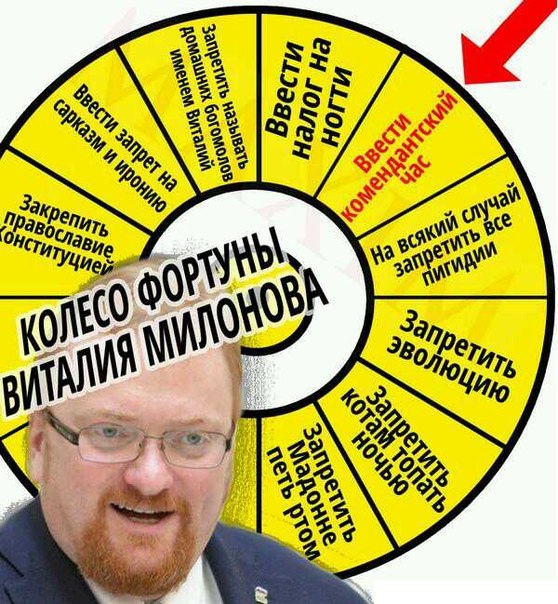 Запретить называть
домашних богомолов
именем Виталий
Ввести
налог на
ногти
Ввести
комендантский
час
На всякий случай
запретить все
пигидии
Запретить
эволюцию
Запретить
котам топать
ночью
Запретить
Мадонне
петь ртом
Закрепить
православие
конституцией
Ввести запрет на
сарказм и иронию
КОЛЕСО ФОРТУНЫ
ВИТАЛИЯ МИЛОНОВА